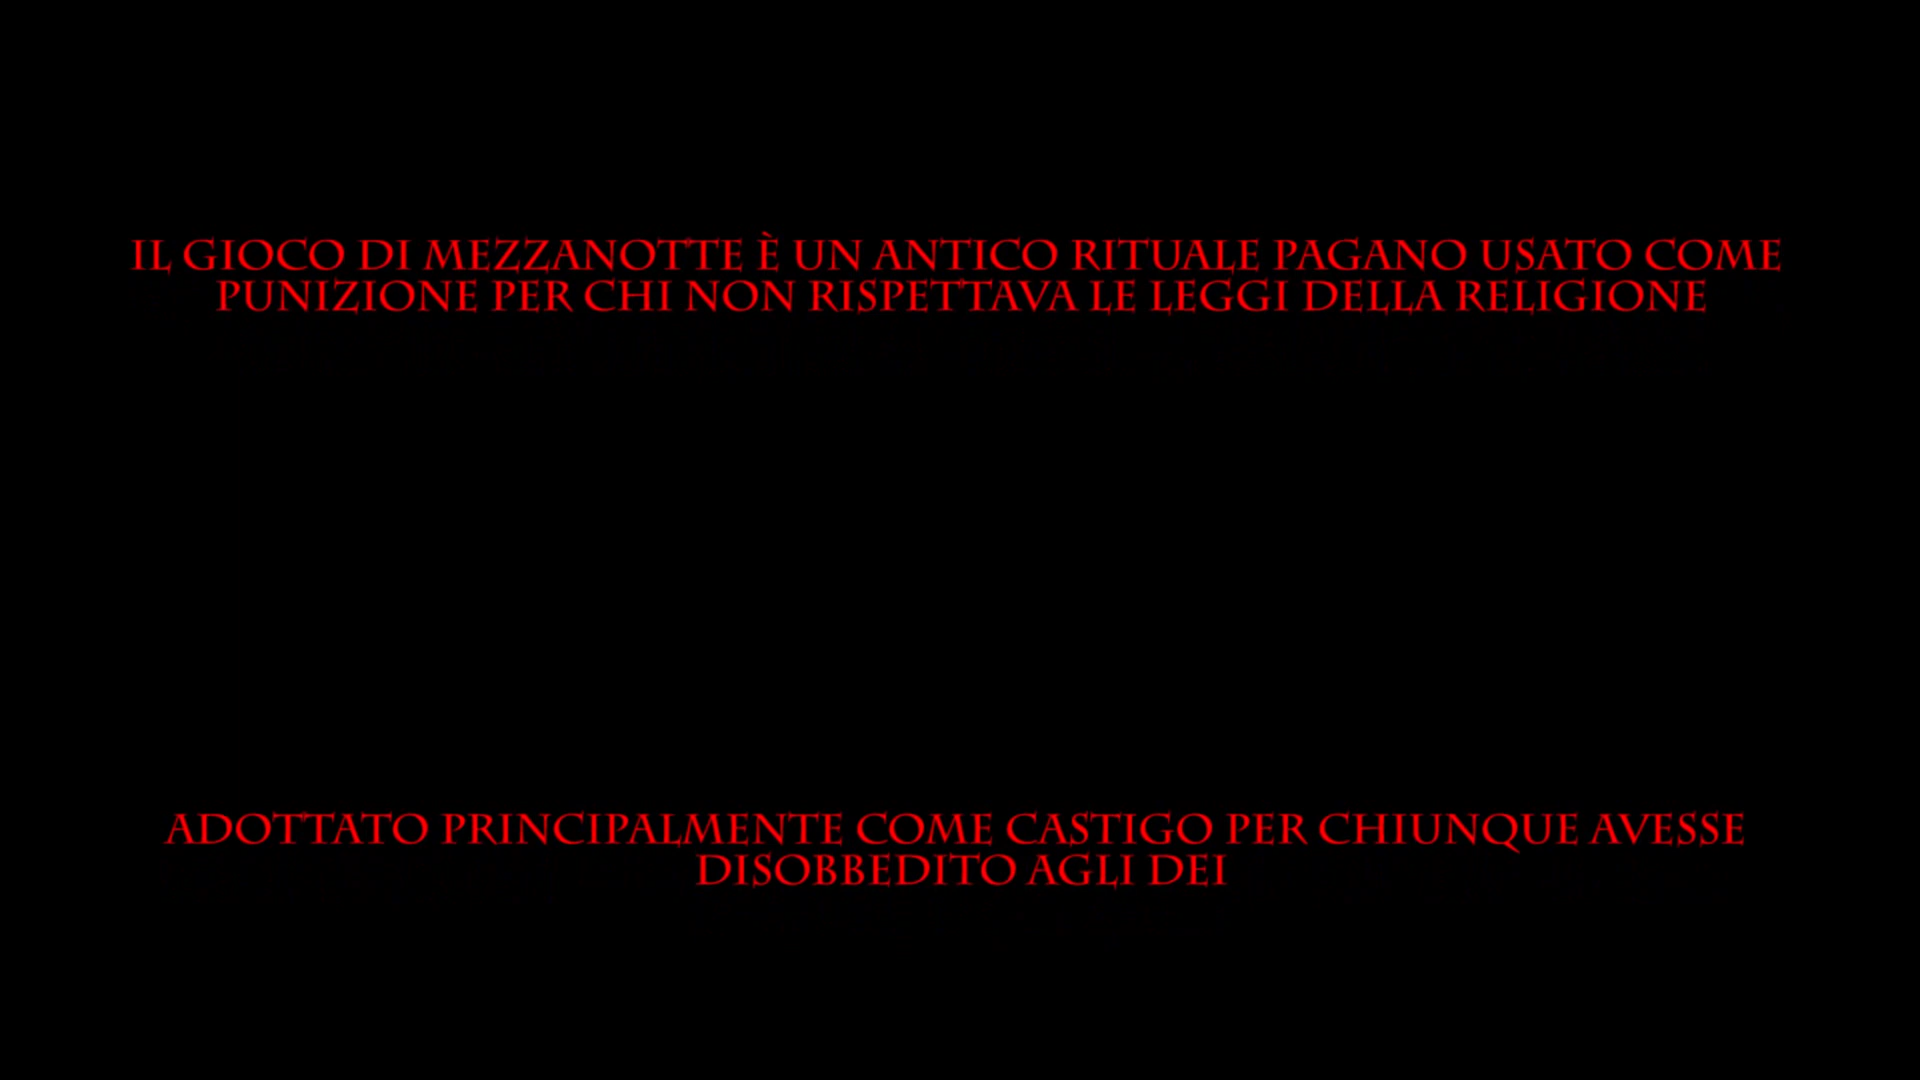 IL GIOCO DI MEZZANOTTE È UN ANTICO RITUALE PAGANO USATO COME
PUNIZIONE PER CHI NON RISPETTAVA LE LEGGI DELLA RELIGIONE
ADOTTATO PRINCIPALMENTE COME CASTIGO PER CHIUNQUE AVESSE
DISOBBEDITO AGLI DEI